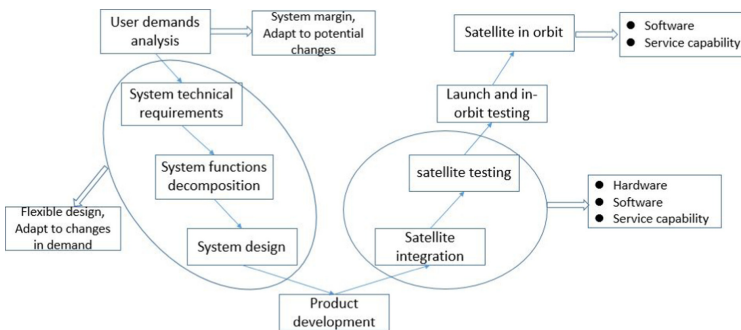 User demands
analysis
System margin,
Adapt to potential
changes
System technical
requirements
System functions
decomposition
Flexible design,
Adapt to changes
in demand
System design
Product
development
Satellite
integration
satellite testing
● Hardware
● Software
● Service capability
Launch and in-
orbit testing
Satellite in orbit
● Software
● Service capability